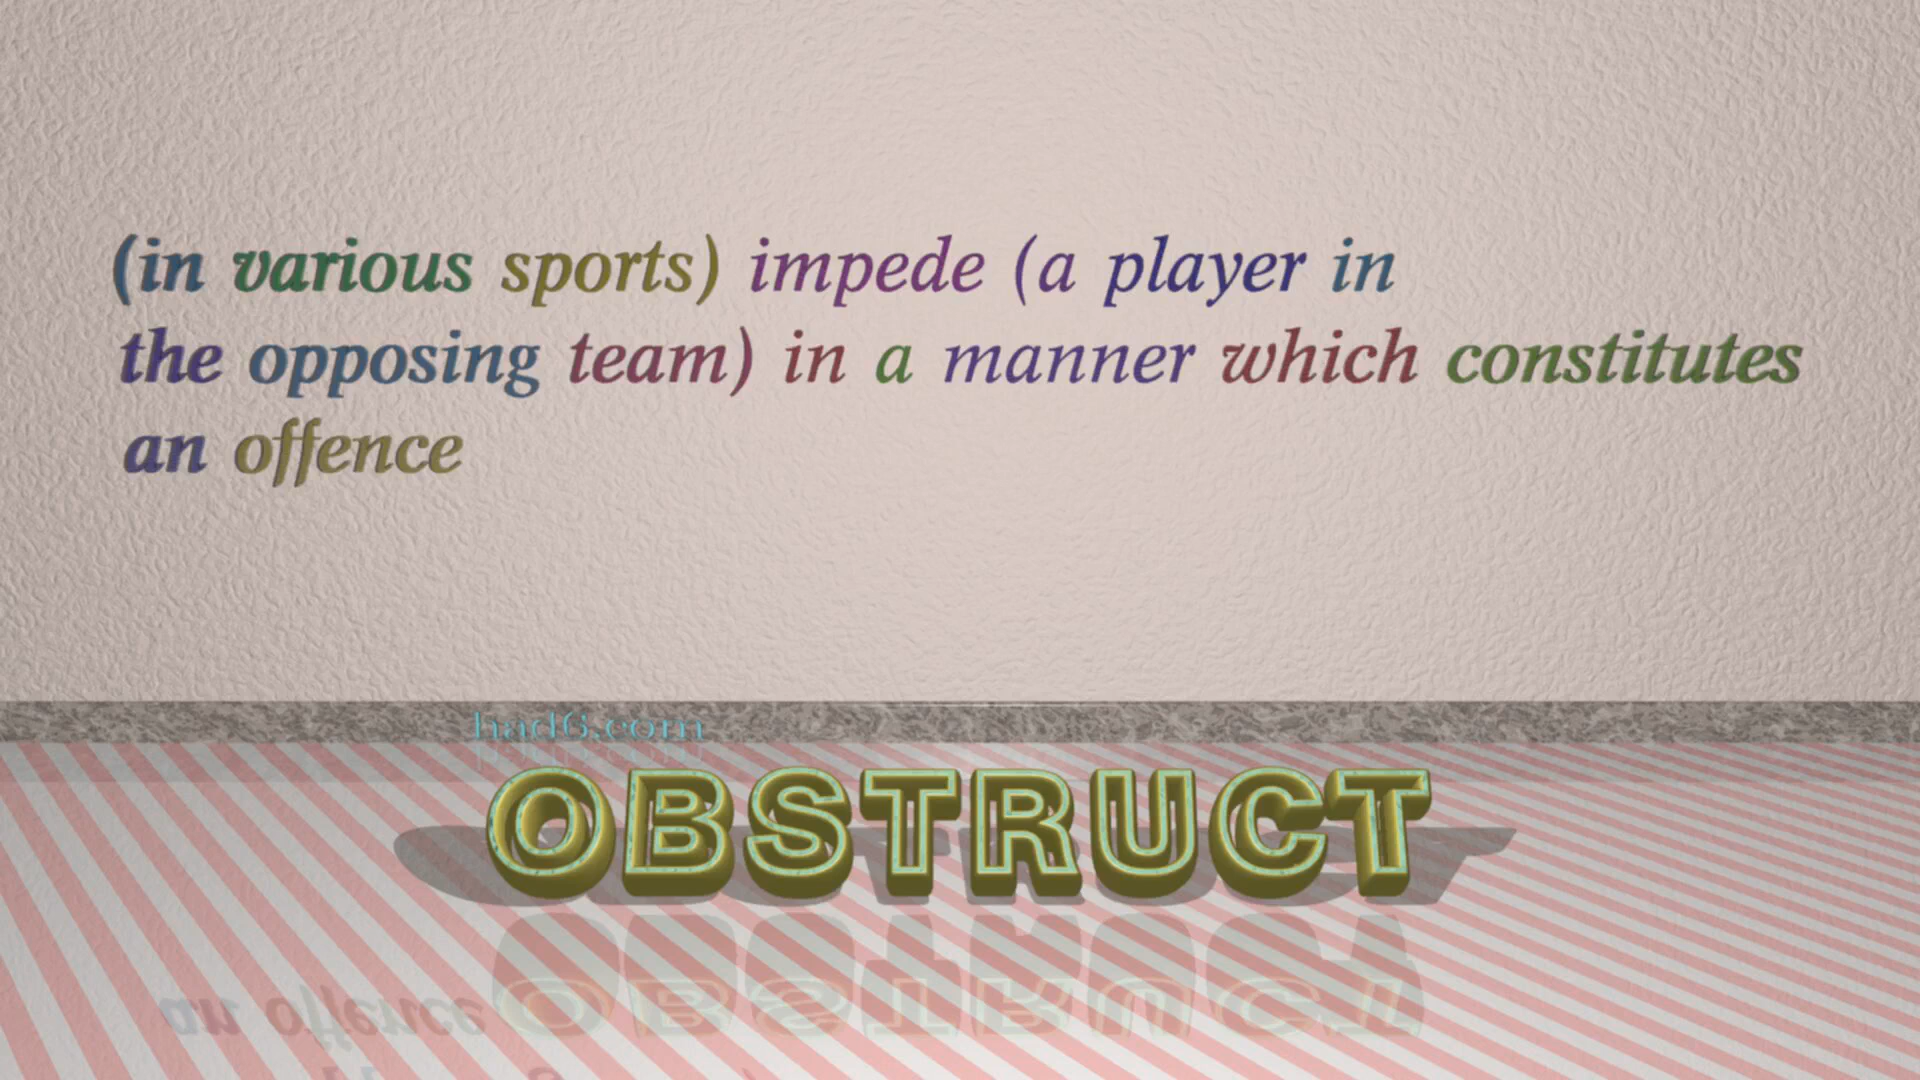 (in various sports) impede (a player in
the opposing team) in a manner which constitutes
an offence
had6.com
OBSTRUCT